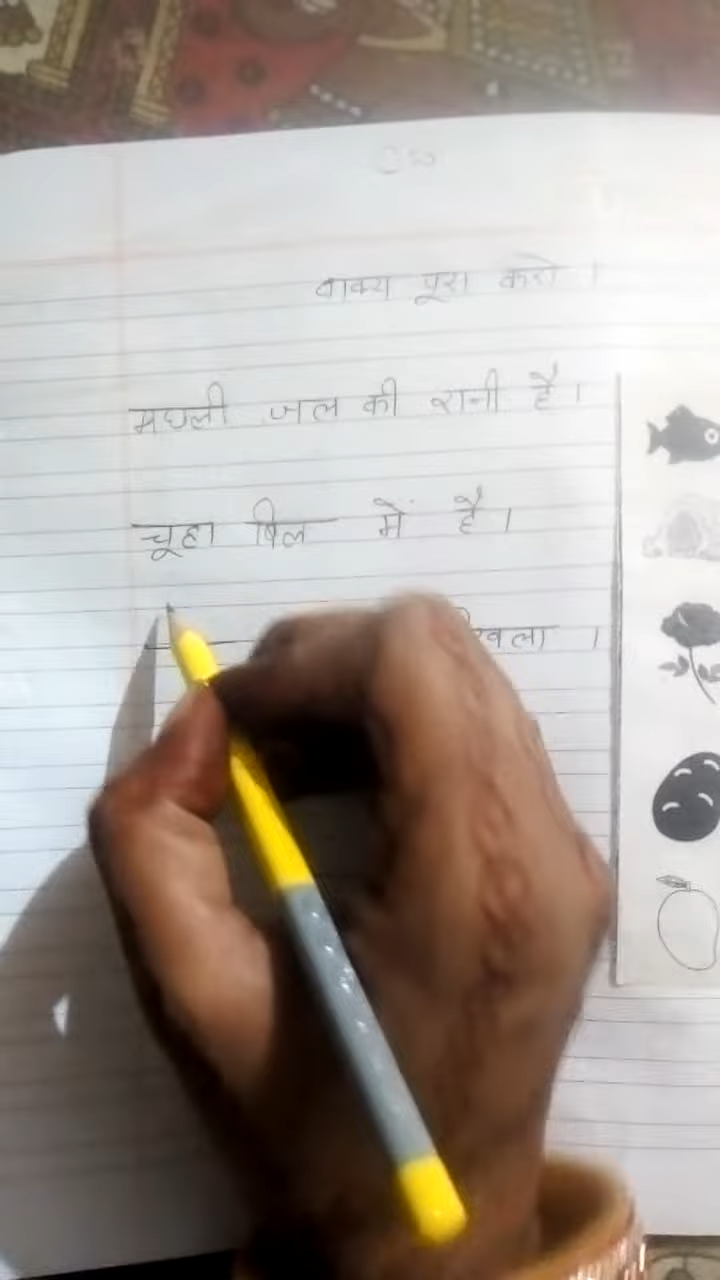 वाक्य पूरा करो ।
मछली जल की रानी है।
चूहा बिल में है।
खिला ।